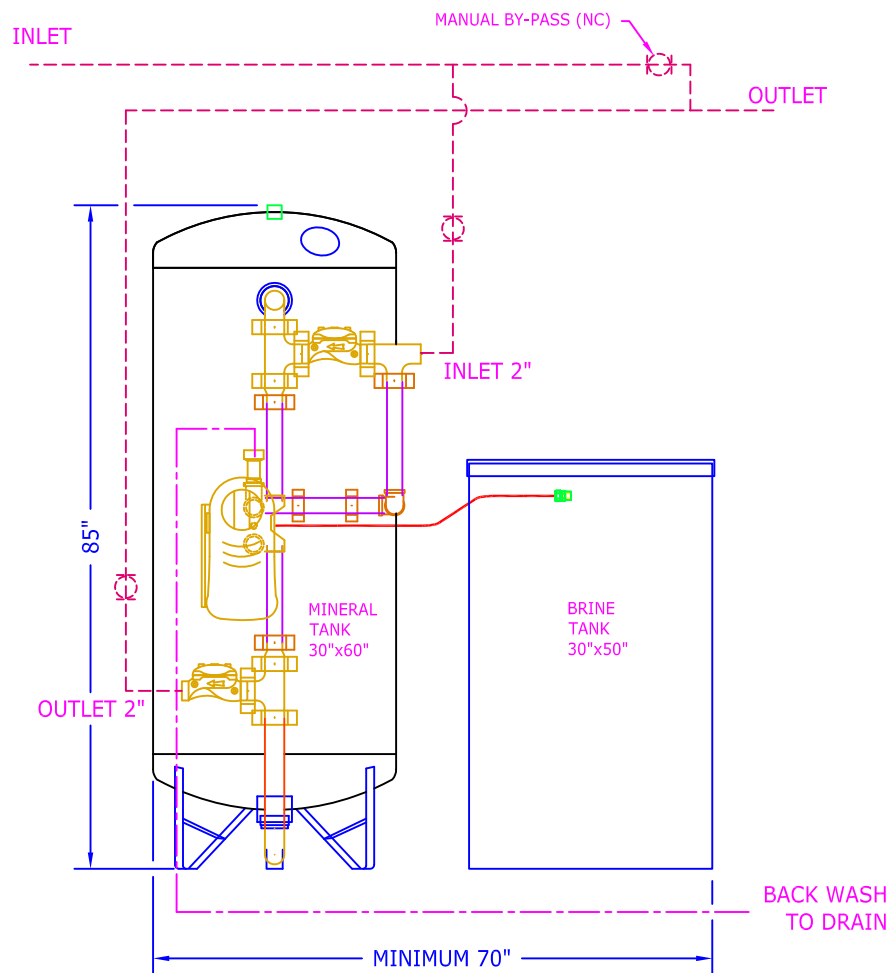 MANUAL BY-PASS (NC)
INLET
OUTLET
INLET 2"
85"
MINERAL
TANK
30"x60"
BRINE
TANK
30"x50"
OUTLET 2"
BACK WASH
TO DRAIN
MINIMUM 70"